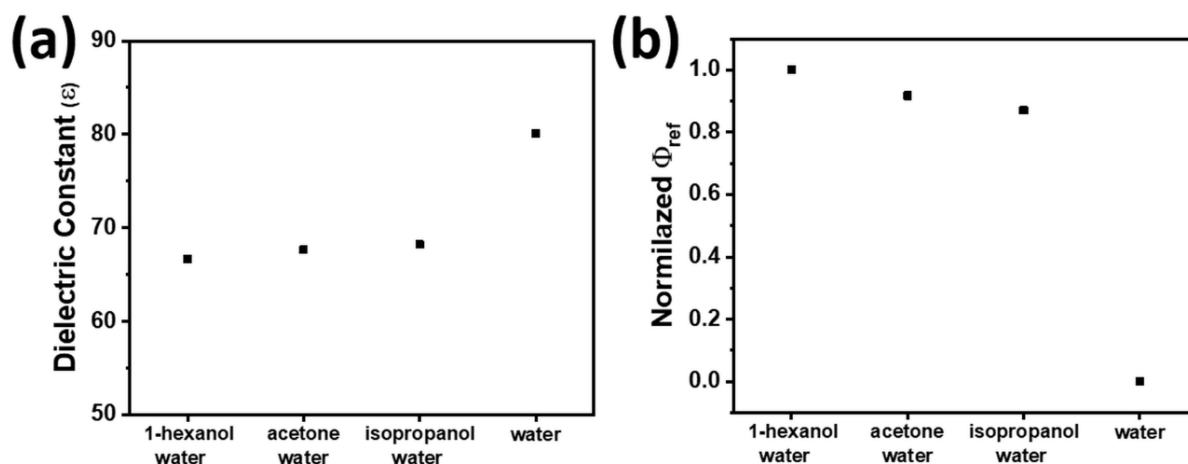 (a)
90
80
70
60
50
Dielectric Constant (ε)
1-hexanol
water
acetone
water
isopropanol
water
water
(b)
1.0
0.8
0.6
0.4
0.2
0.0
Normilazed Φref
1-hexanol
water
acetone
water
isopropanol
water
water